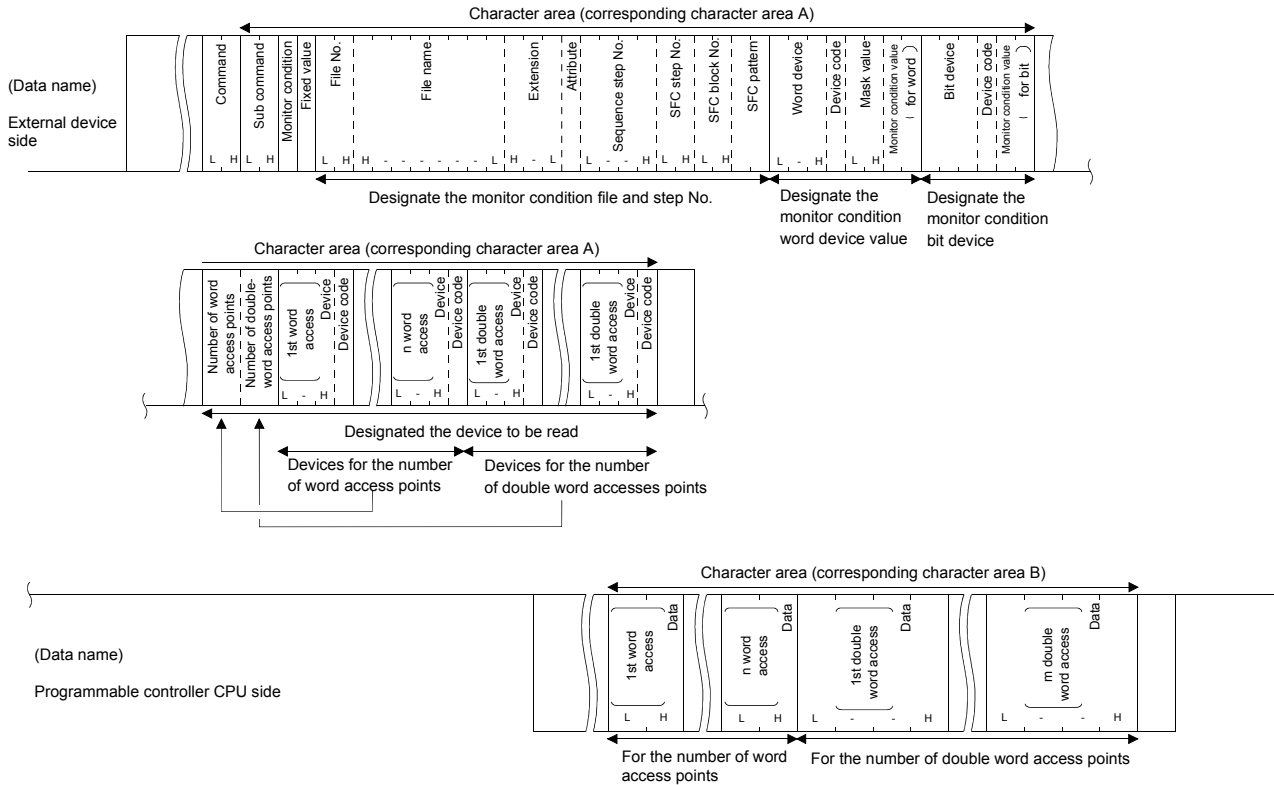 Character area (corresponding character area A)
(Data name)
External device
side
Command
Sub command
Monitor condition
Fixed value
File No.
File name
Extension
Attribute
Sequence step No.
SFC step No.
SFC block No.
SFC pattern
Word device
Device code
Mask value
Monitor condition value
( for word )
Bit device
Device code
Monitor condition value
( for bit )
L H L H L H H - - - - - - L H - L L - - H L H L H L - H L H
Designate the monitor condition file and step No.
Designate the
monitor condition
word device value
Designate the
monitor condition
bit device
Character area (corresponding character area A)
Number of word
access points
Number of double-
word access points
1st word
access
Device
Device code
n word
access
Device
Device code
1st double
word access
Device
Device code
1st double
word access
Device
Device code
L - H L - H L - H L - H
Designated the device to be read
Devices for the number
of word access points
Devices for the number
of double word accesses points
Character area (corresponding character area B)
(Data name)
Programmable controller CPU side
1st word
access
Data
n word
access
Data
1st double
word access
Data
m double
word access
Data
L H L H L - - H L - - H
For the number of word
access points
For the number of double word access points